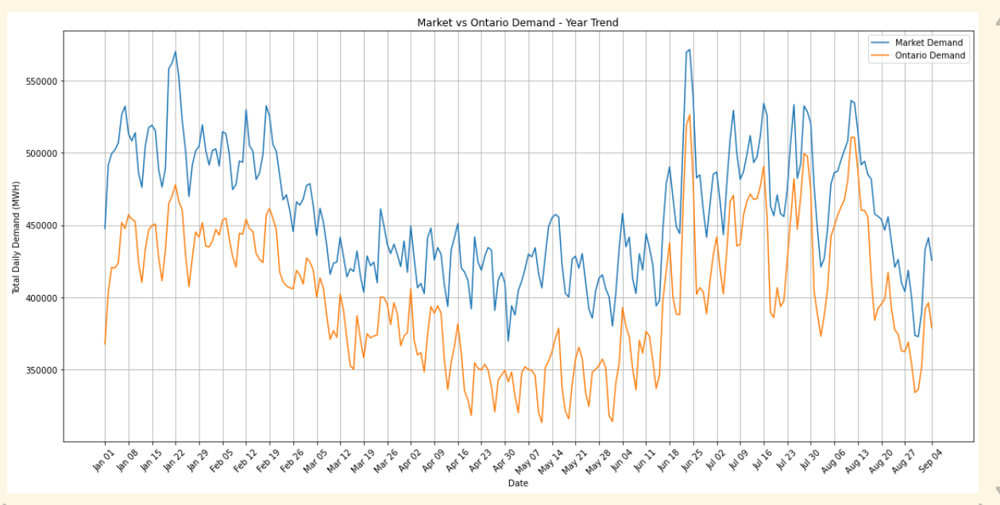 Market vs Ontario Demand - Year Trend
Market Demand
Ontario Demand
Total Daily Demand (MWH)
550000
500000
450000
400000
350000
Jan 01 Jan 08 Jan 15 Jan 22 Jan 29 Feb 05 Feb 12 Feb 19 Feb 26 Mar 05 Mar 12 Mar 19 Mar 26 Apr 02 Apr 09 Apr 16 Apr 23 Apr 30 May 07 May 14 May 21 May 28 Jun 04 Jun 11 Jun 18 Jun 25 Jul 02 Jul 09 Jul 16 Jul 23 Jul 30 Aug 06 Aug 13 Aug 20 Aug 27 Sep 04
Date